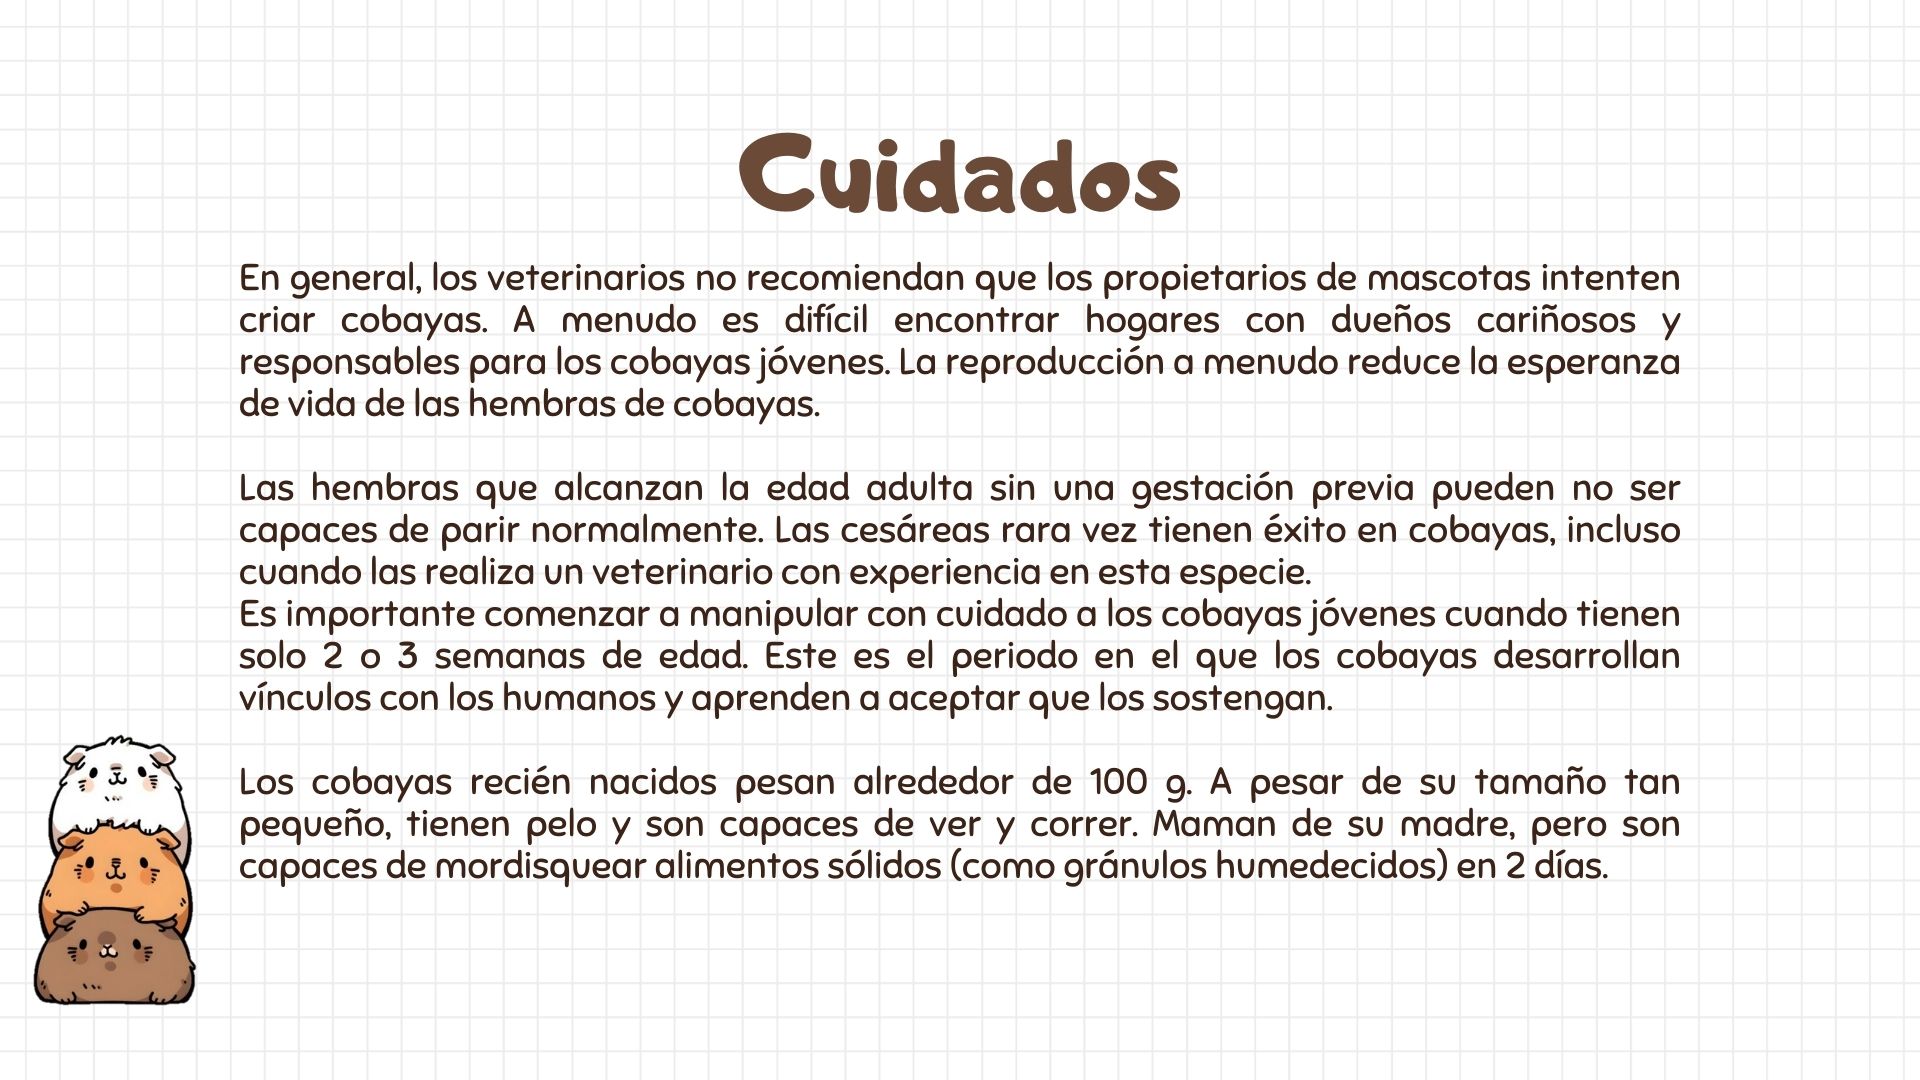 Cuidados
En general, los veterinarios no recomiendan que los propietarios de mascotas intenten
criar cobayas. A menudo es difícil encontrar hogares con dueños cariñosos y
responsables para los cobayas jóvenes. La reproducción a menudo reduce la esperanza
de vida de las hembras de cobayas.
Las hembras que alcanzan la edad adulta sin una gestación previa pueden no ser
capaces de parir normalmente. Las cesáreas rara vez tienen éxito en cobayas, incluso
cuando las realiza un veterinario con experiencia en esta especie.
Es importante comenzar a manipular con cuidado a los cobayas jóvenes cuando tienen
solo 2 o 3 semanas de edad. Este es el periodo en el que los cobayas desarrollan
vínculos con los humanos y aprenden a aceptar que los sostengan.
Los cobayas recién nacidos pesan alrededor de 100 g. A pesar de su tamaño tan
pequeño, tienen pelo y son capaces de ver y correr. Maman de su madre, pero son
capaces de mordisquear alimentos sólidos (como gránulos humedecidos) en 2 días.